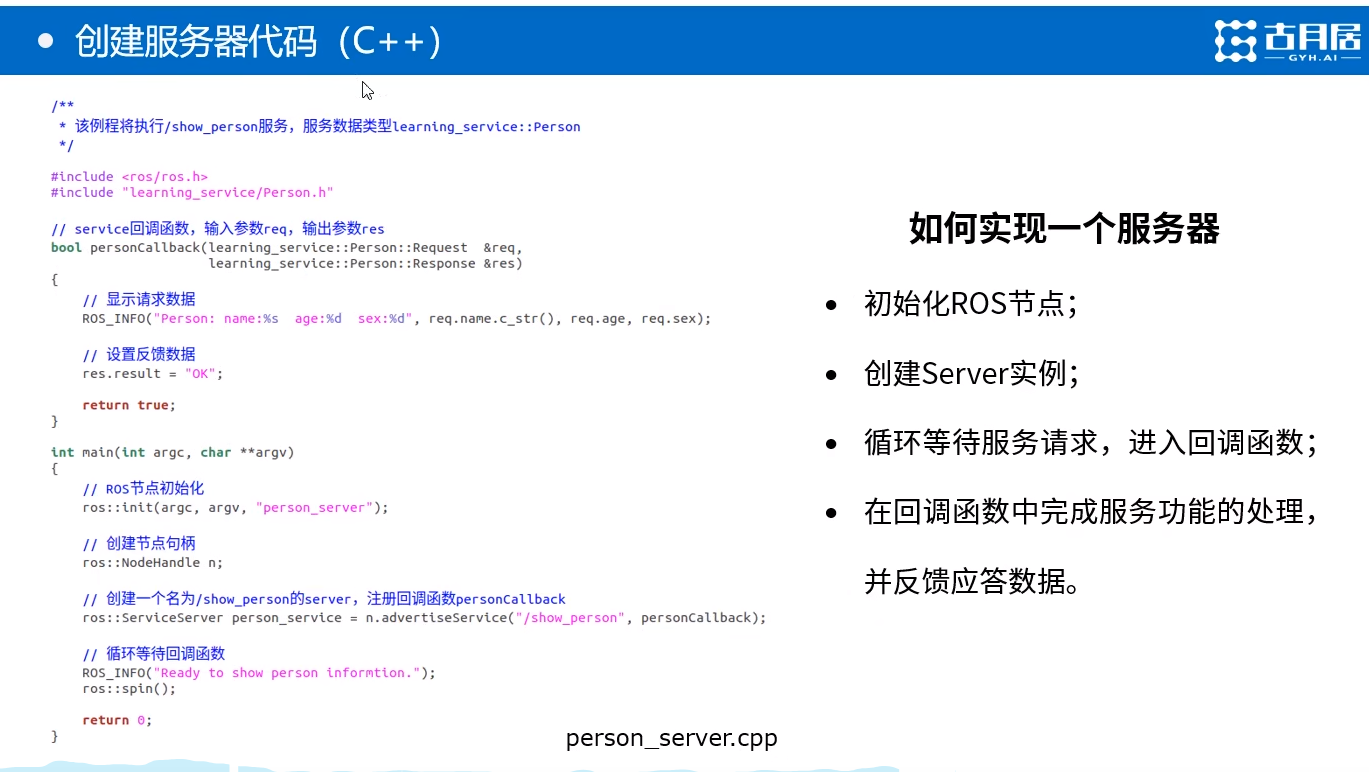 • 创建服务器代码（C++）
古月居
GYH.AI
/**
 * 该例程将执行/show_person服务，服务数据类型learning_service::Person
 */
#include <ros/ros.h>
#include "learning_service/Person.h"
// service回调函数，输入参数req，输出参数res
bool personCallback(learning_service::Person::Request  &req,
                    learning_service::Person::Response &res)
{
    // 显示请求数据
    ROS_INFO("Person: name:%s  age:%d  sex:%d", req.name.c_str(), req.age, req.sex);
    // 设置反馈数据
    res.result = "OK";
    return true;
}
int main(int argc, char **argv)
{
    // ROS节点初始化
    ros::init(argc, argv, "person_server");
    // 创建节点句柄
    ros::NodeHandle n;
    // 创建一个名为/show_person的server，注册回调函数personCallback
    ros::ServiceServer person_service = n.advertiseService("/show_person", personCallback);
    // 循环等待回调函数
    ROS_INFO("Ready to show person informtion.");
    ros::spin();
    return 0;
}
person_server.cpp
如何实现一个服务器
• 初始化ROS节点；
• 创建Server实例；
• 循环等待服务请求，进入回调函数；
• 在回调函数中完成服务功能的处理，
并反馈应答数据。